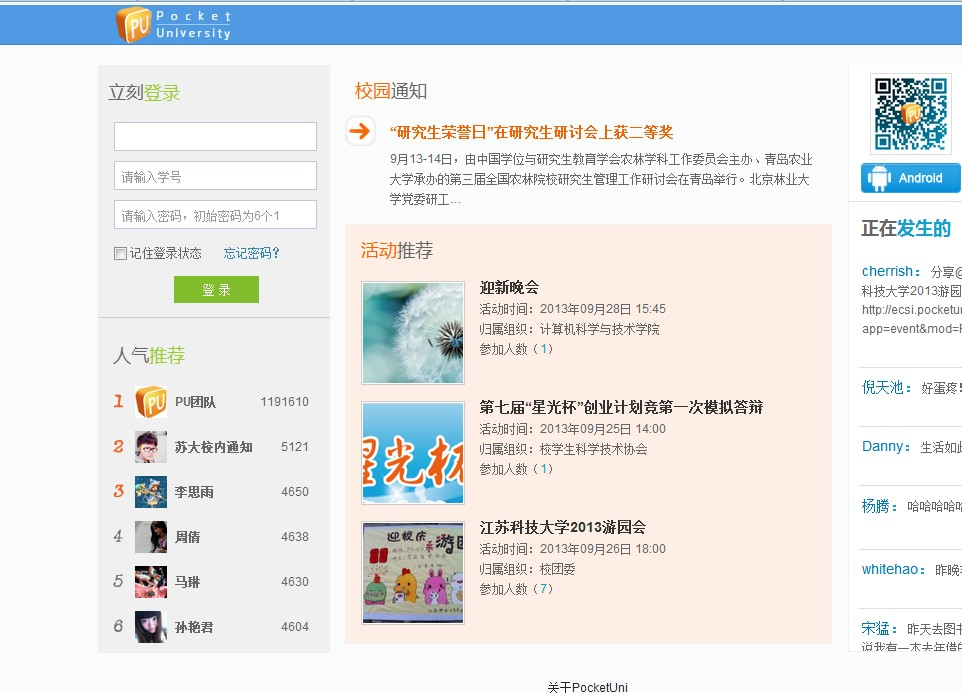 PU Pocket
University
立刻登录
请输入学号
请输入密码，初始密码为6个1
记住登录状态 忘记密码?
登 录
人气推荐
1 PU团队 1191610
2 苏大校内通知 5121
3 李思雨 4650
4 周倩 4638
5 马琳 4630
6 孙艳君 4604
校园通知
“研究生荣誉日”在研究生研讨会上获二等奖
9月13-14日，由中国学位与研究生教育学会农林学科工作委员会主办、青岛农业
大学承办的第三届全国农林院校研究生管理工作研讨会在青岛举行。北京林业大
学党委研工...
活动推荐
迎新晚会
活动时间：2013年09月28日 15:45
归属组织：计算机科学与技术学院
参加人数（1）
星光杯
第七届“星光杯”创业计划竞第一次模拟答辩
活动时间：2013年09月25日 14:00
归属组织：校学生科学技术协会
参加人数（1）
迎校庆 游园
江苏科技大学2013游园会
活动时间：2013年09月26日 18:00
归属组织：校团委
参加人数（7）
Android
正在发生的
cherrish： 分享@
科技大学2013游园
http://ecsi.pocketu
app=event&mod=F
倪天池： 好蛋疼!
Danny： 生活如此
杨腾： 哈哈哈哈
whitehao： 昨晚
宋猛： 昨天去图书
说我有一本去年借的
关于PocketUni